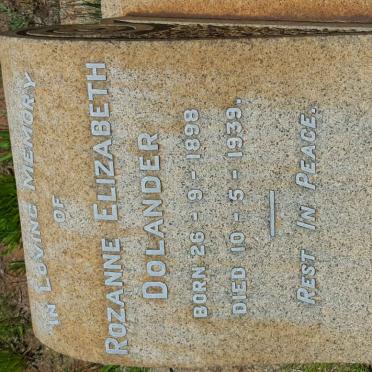 IN LOVING MEMORY
OF
ROZANNE ELIZABETH
DOLANDER
BORN 26 - 9 - 1898
DIED 10 - 5 - 1939.
REST IN PEACE.